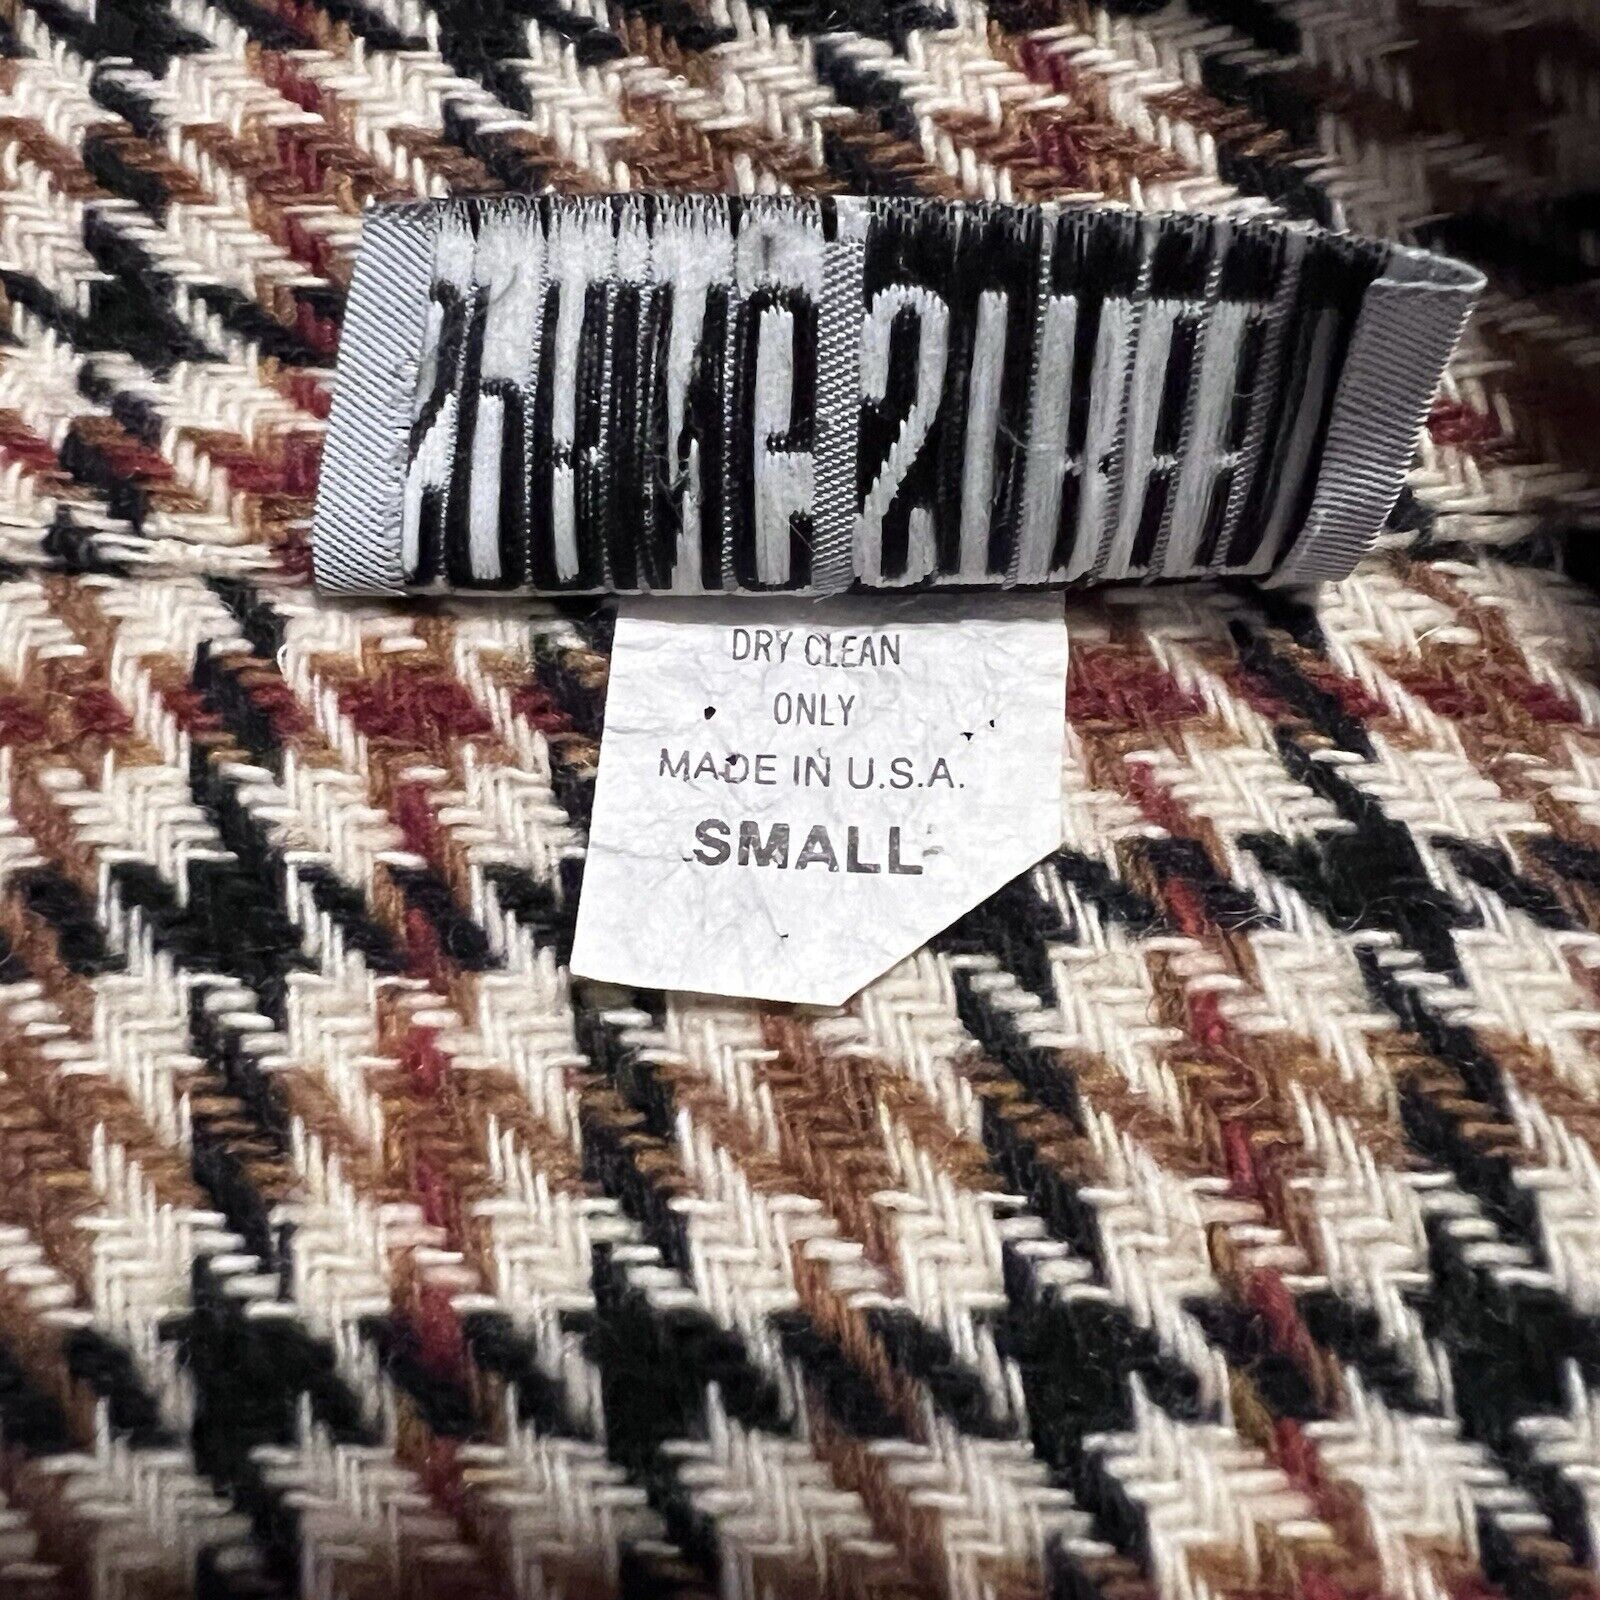 DRY CLEAN
ONLY
MADE IN U.S.A.
SMALL